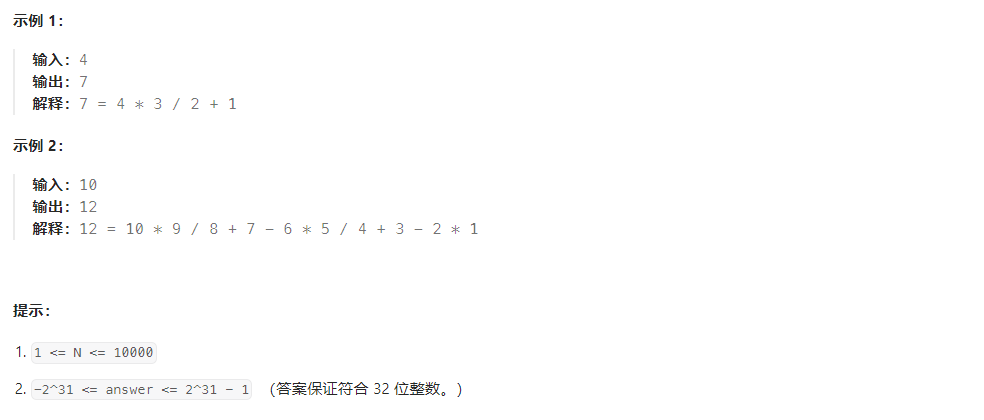 示例 1：
输入：4
输出：7
解释：7 = 4 * 3 / 2 + 1
示例 2：
输入：10
输出：12
解释：12 = 10 * 9 / 8 + 7 - 6 * 5 / 4 + 3 - 2 * 1
提示：
1. 1 <= N <= 10000
2. -2^31 <= answer <= 2^31 - 1 （答案保证符合 32 位整数。）